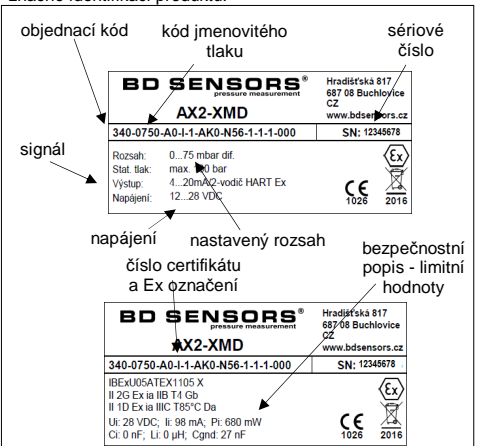 objednací kód
kód jmenovitého
tlaku
sériové
číslo
BD SENSORS®
pressure measurement
Hradišťská 817
687 08 Buchlovice
CZ
www.bdsensors.cz
AX2-XMD
340-0750-A0-I-1-AK0-N56-1-1-1-000
SN: 12345678
signál
Rozsah: 0...75 mbar dif.
Stat. tlak: max. bar
Výstup: 4...20mA/2-vodič HART Ex
Napájení: 12...28 VDC
Ex
CE
1026
2016
napájení
nastavený rozsah
číslo certifikátu
a Ex označení
bezpečnostní
popis - limitní
hodnoty
BD SENSORS®
pressure measurement
Hradišťská 817
687 08 Buchlovice
CZ
www.bdsensors.cz
AX2-XMD
340-0750-A0-I-1-AK0-N56-1-1-1-000
SN: 12345678
IBExU05ATEX1105 X
II 2G Ex ia IIB T4 Gb
II 1D Ex ia IIIC T85°C Da
Ui: 28 VDC; Ii: 98 mA; Pi: 680 mW
Ci: 0 nF; Li: 0 µH; Cgnd: 27 nF
Ex
CE
1026
2016